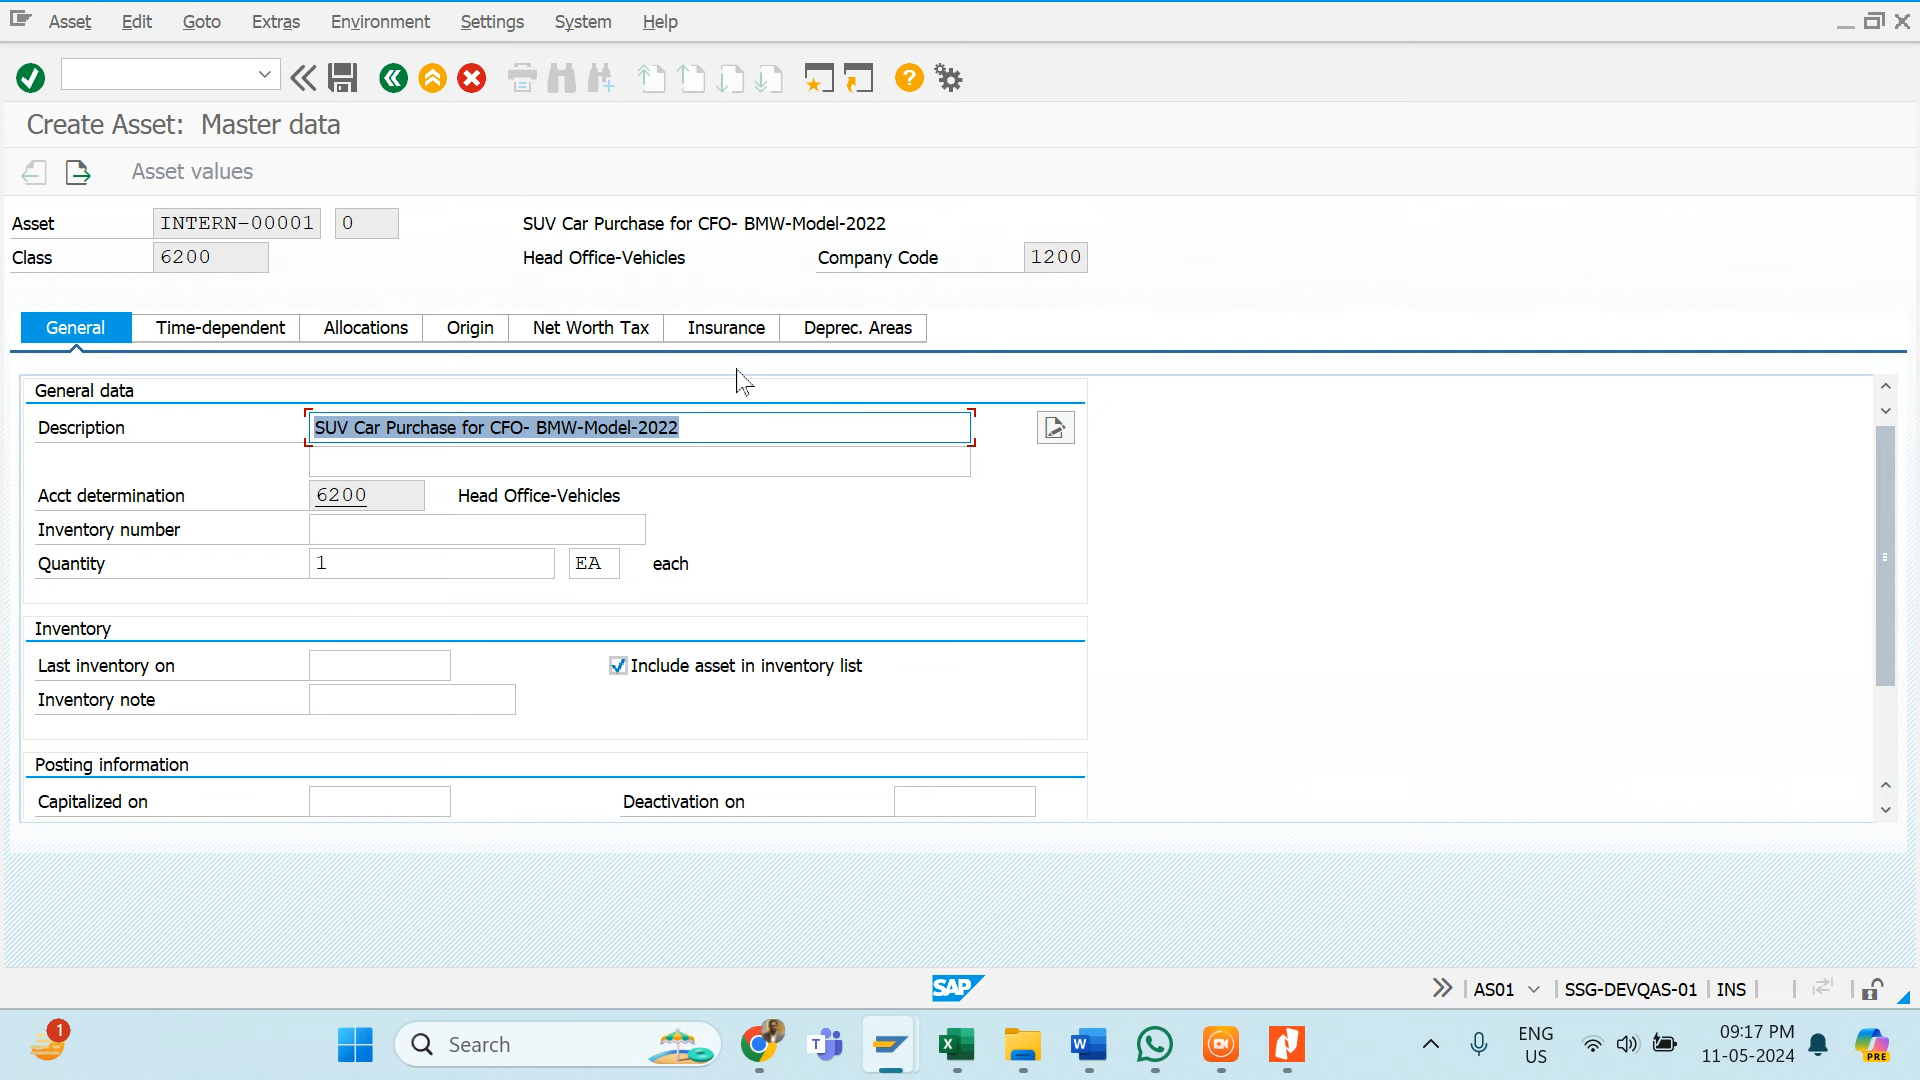 Asset Edit Goto Extras Environment Settings System Help
Create Asset: Master data
Asset values
Asset INTERN-00001 0 SUV Car Purchase for CFO- BMW-Model-2022
Class 6200 Head Office-Vehicles Company Code 1200
General Time-dependent Allocations Origin Net Worth Tax Insurance Deprec. Areas
General data
Description SUV Car Purchase for CFO- BMW-Model-2022
Acct determination 6200 Head Office-Vehicles
Inventory number
Quantity 1 EA each
Inventory
Last inventory on Include asset in inventory list
Inventory note
Posting information
Capitalized on Deactivation on
SAP AS01 SSG-DEVQAS-01 INS
1 Search ENG 09:17 PM
US 11-05-2024 PRE